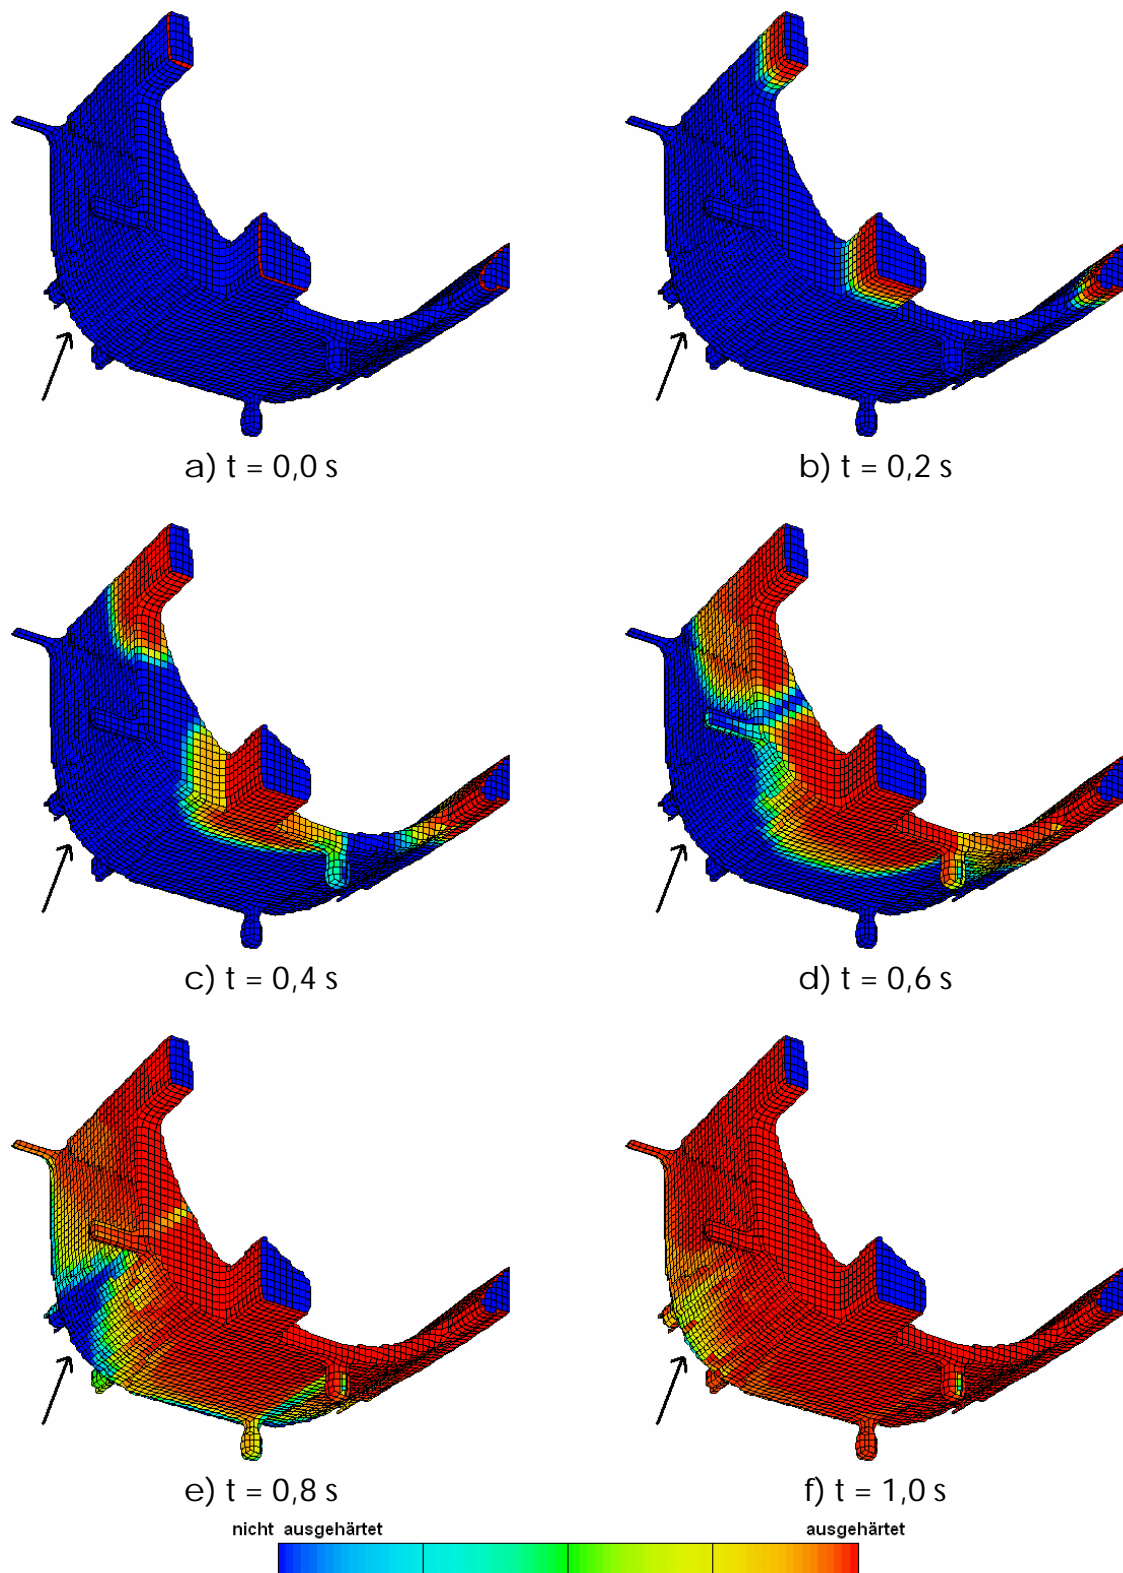 a) t = 0,0 s
b) t = 0,2 s
c) t = 0,4 s
d) t = 0,6 s
e) t = 0,8 s
f) t = 1,0 s
nicht ausgehärtet
ausgehärtet